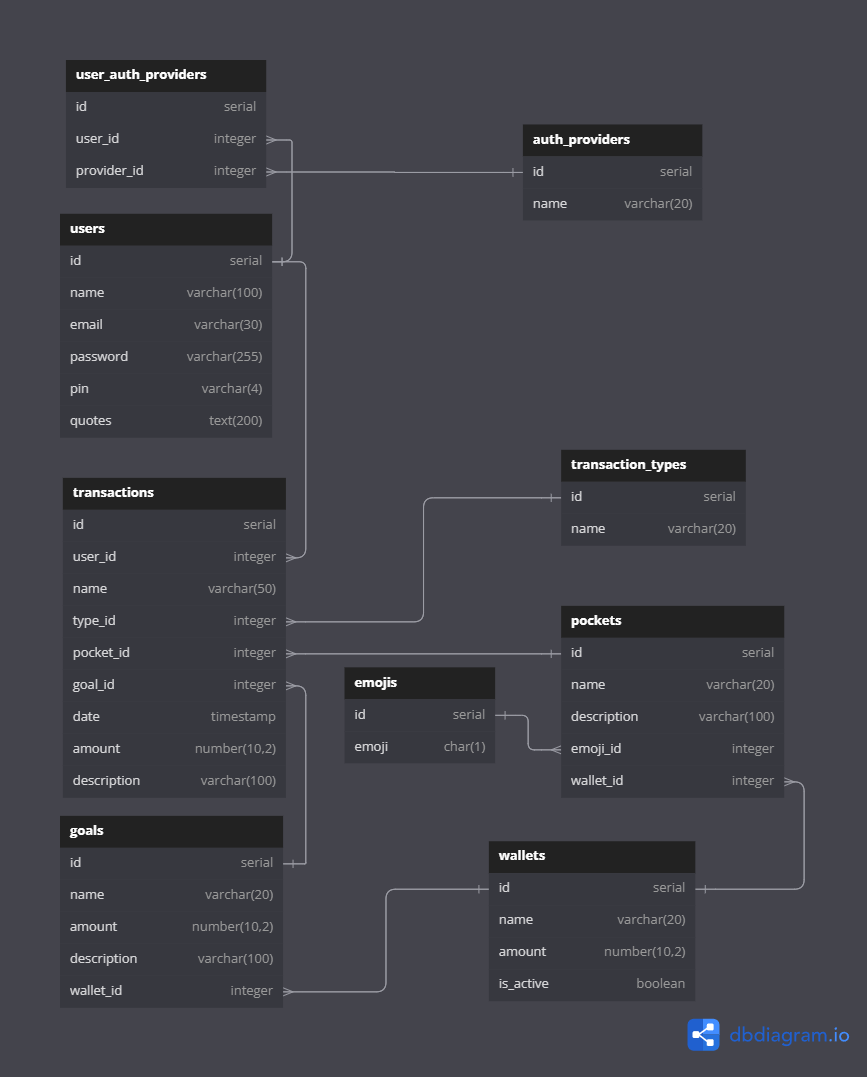 user_auth_providers
id serial
user_id integer
provider_id integer
auth_providers
id serial
name varchar(20)
users
id serial
name varchar(100)
email varchar(30)
password varchar(255)
pin varchar(4)
quotes text(200)
transactions
id serial
user_id integer
name varchar(50)
type_id integer
pocket_id integer
goal_id integer
date timestamp
amount number(10,2)
description varchar(100)
transaction_types
id serial
name varchar(20)
pockets
id serial
name varchar(20)
description varchar(100)
emoji_id integer
wallet_id integer
emojis
id serial
emoji char(1)
goals
id serial
name varchar(20)
amount number(10,2)
description varchar(100)
wallet_id integer
wallets
id serial
name varchar(20)
amount number(10,2)
is_active boolean
dbdiagram.io